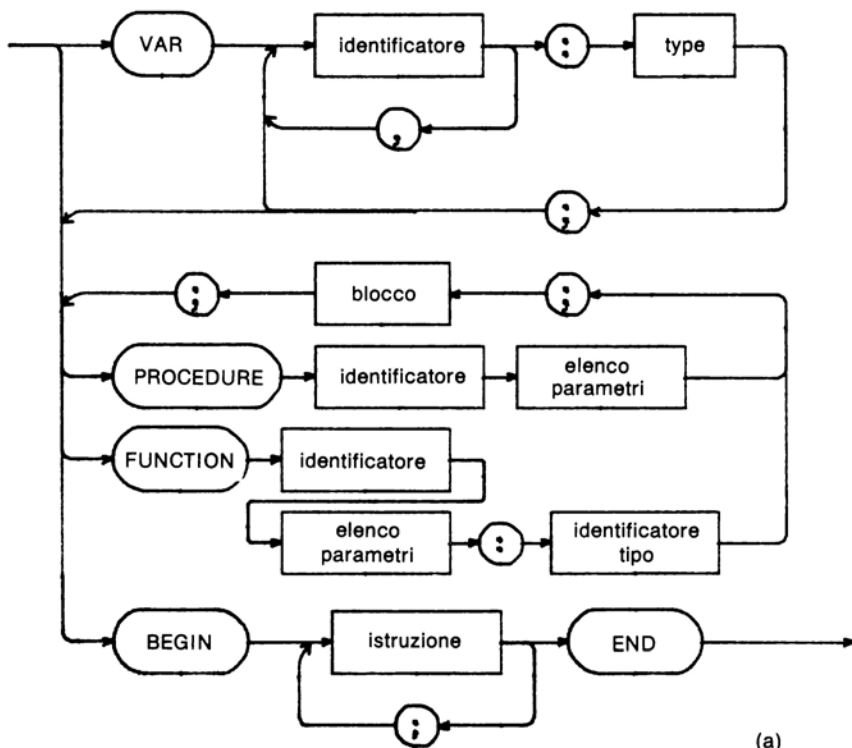 VAR identificatore : type
,
;
; blocco ;
PROCEDURE identificatore elenco parametri
FUNCTION identificatore
elenco parametri : identificatore tipo
BEGIN istruzione END
;
(a)